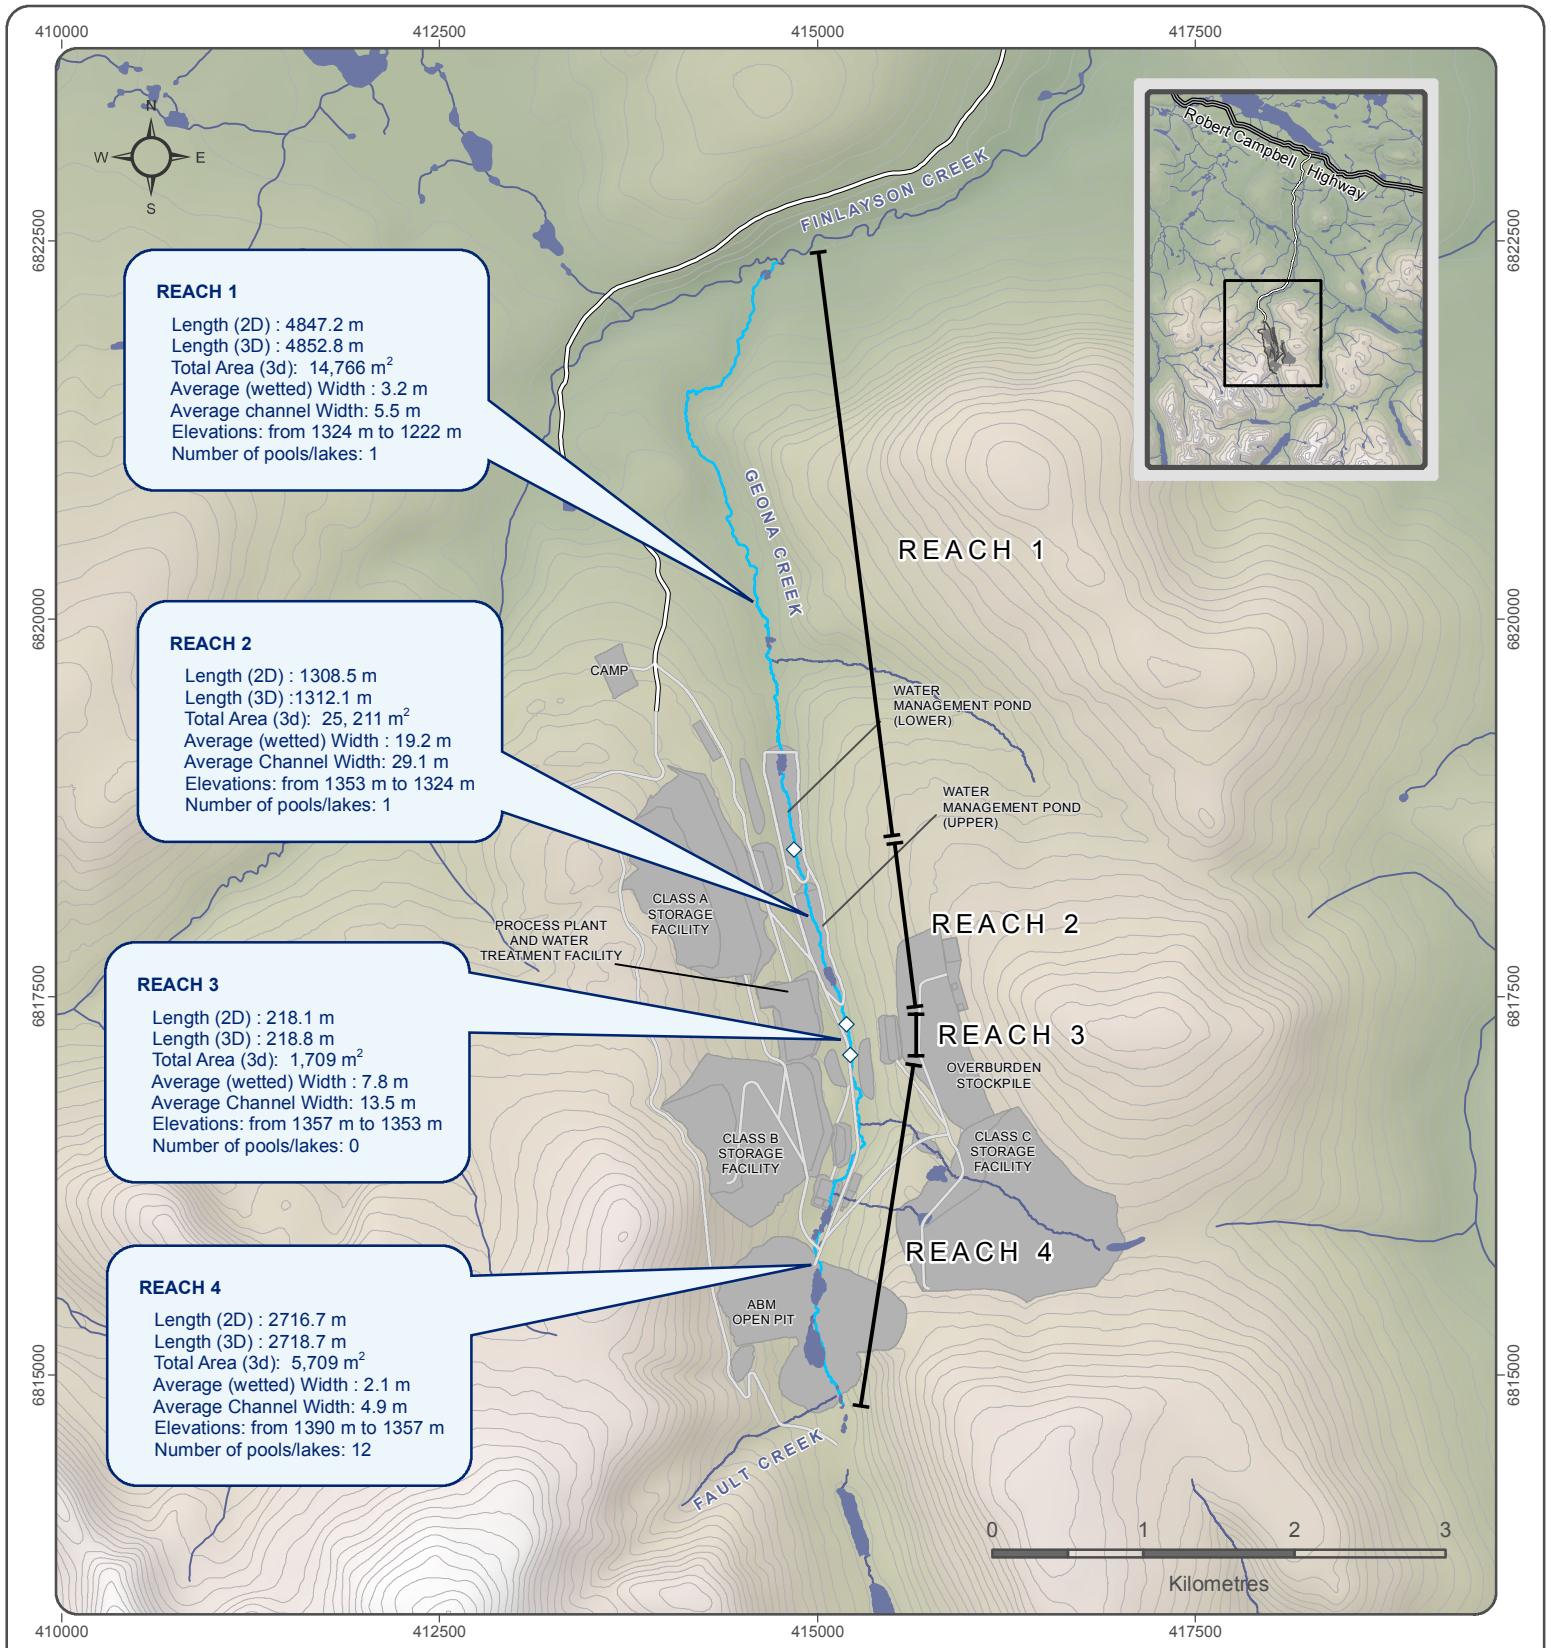 410000
412500
415000
417500
N
W
E
S
Robert Campbell Highway
FINLAYSON CREEK
6822500
6822500
REACH 1
Length (2D) : 4847.2 m
Length (3D) : 4852.8 m
Total Area (3d): 14,766 m²
Average (wetted) Width : 3.2 m
Average channel Width: 5.5 m
Elevations: from 1324 m to 1222 m
Number of pools/lakes: 1
GEONA CREEK
REACH 1
6820000
6820000
REACH 2
Length (2D) : 1308.5 m
Length (3D) :1312.1 m
Total Area (3d): 25, 211 m²
Average (wetted) Width : 19.2 m
Average Channel Width: 29.1 m
Elevations: from 1353 m to 1324 m
Number of pools/lakes: 1
CAMP
WATER
MANAGEMENT POND
(LOWER)
WATER
MANAGEMENT POND
(UPPER)
CLASS A
STORAGE
FACILITY
REACH 2
PROCESS PLANT
AND WATER
TREATMENT FACILITY
6817500
6817500
REACH 3
Length (2D) : 218.1 m
Length (3D) : 218.8 m
Total Area (3d): 1,709 m²
Average (wetted) Width : 7.8 m
Average Channel Width: 13.5 m
Elevations: from 1357 m to 1353 m
Number of pools/lakes: 0
REACH 3
OVERBURDEN
STOCKPILE
CLASS B
STORAGE
FACILITY
CLASS C
STORAGE
FACILITY
REACH 4
REACH 4
Length (2D) : 2716.7 m
Length (3D) : 2718.7 m
Total Area (3d): 5,709 m²
Average (wetted) Width : 2.1 m
Average Channel Width: 4.9 m
Elevations: from 1390 m to 1357 m
Number of pools/lakes: 12
ABM
OPEN PIT
6815000
6815000
FAULT CREEK
0
1
2
3
Kilometres
410000
412500
415000
417500